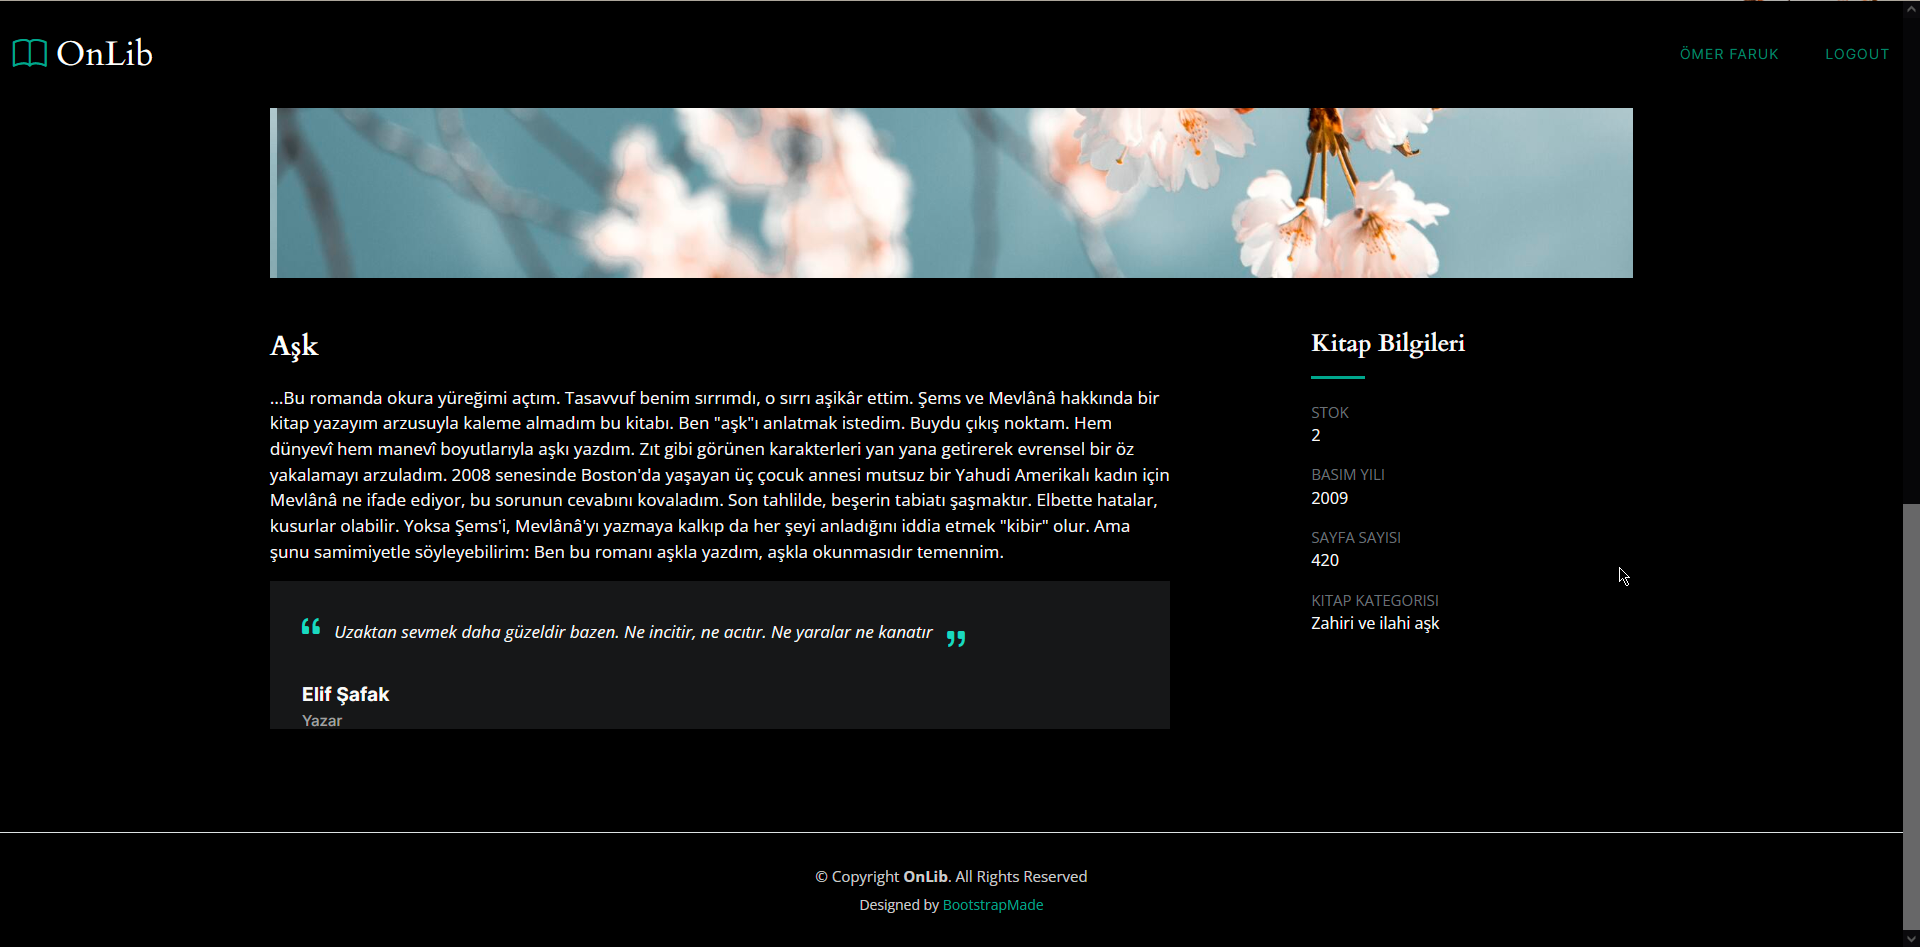 OnLib
ÖMER FARUK
LOGOUT
Aşk
...Bu romanda okura yüreğimi açtım. Tasavvuf benim sırrımdı, o sırrı aşikâr ettim. Şems ve Mevlânâ hakkında bir
kitap yazayım arzusuyla kaleme almadım bu kitabı. Ben "aşk"ı anlatmak istedim. Buydu çıkış noktam. Hem
dünyevî hem manevî boyutlarıyla aşkı yazdım. Zıt gibi görünen karakterleri yan yana getirerek evrensel bir öz
yakalamayı arzuladım. 2008 senesinde Boston'da yaşayan üç çocuk annesi mutsuz bir Yahudi Amerikalı kadın için
Mevlânâ ne ifade ediyor, bu sorunun cevabını kovaladım. Son tahlilde, beşerin tabiatı şaşmaktır. Elbette hatalar,
kusurlar olabilir. Yoksa Şems'i, Mevlânâ'yı yazmaya kalkıp da her şeyi anladığını iddia etmek "kibir" olur. Ama
şunu samimiyetle söyleyebilirim: Ben bu romanı aşkla yazdım, aşkla okunmasıdır temennim.
“ Uzaktan sevmek daha güzeldir bazen. Ne incitir, ne acıtır. Ne yaralar ne kanatır ”
Elif Şafak
Yazar
Kitap Bilgileri
STOK
2
BASIM YILI
2009
SAYFA SAYISI
420
KITAP KATEGORISI
Zahiri ve ilahi aşk
© Copyright OnLib. All Rights Reserved
Designed by BootstrapMade